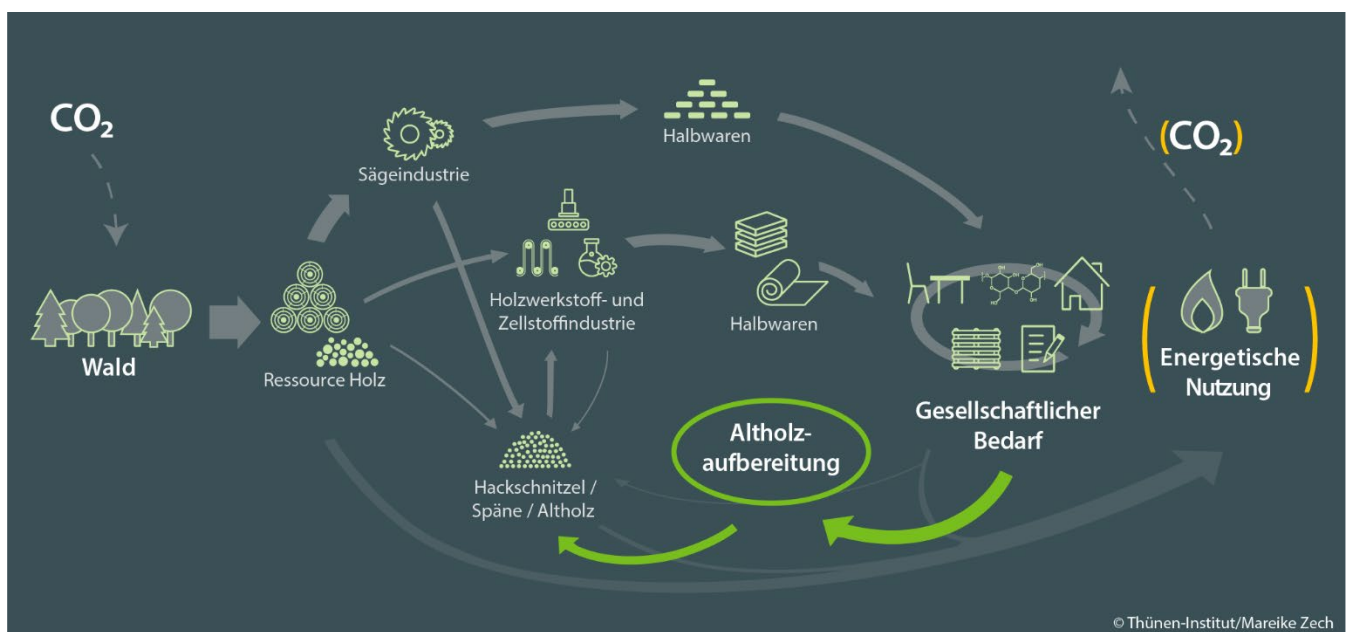 CO₂
Sägeindustrie
Halbwaren
(CO₂)
Holzwerkstoff- und
Zellstoffindustrie
Halbwaren
Wald
Ressource Holz
Energetische
Nutzung
Gesellschaftlicher
Bedarf
Altholz-
aufbereitung
Hackschnitzel /
Späne / Altholz
© Thünen-Institut/Mareike Zech